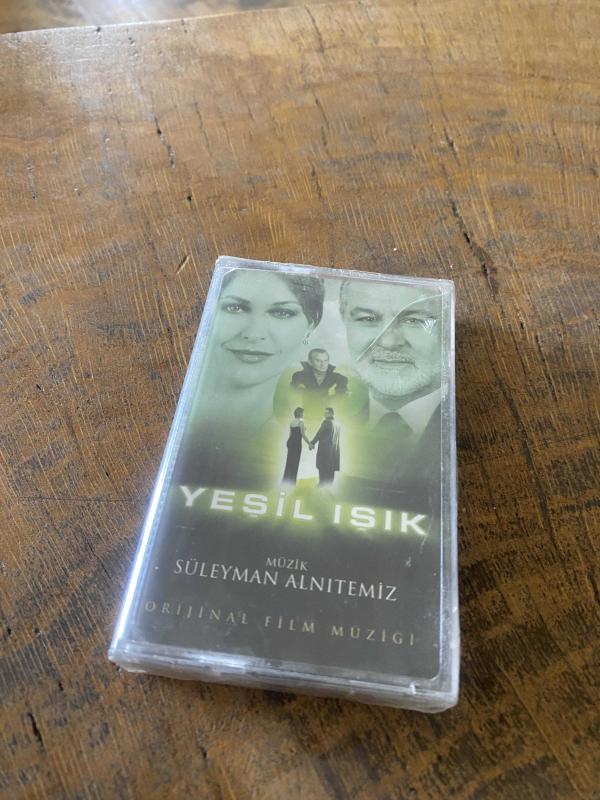 YEŞİL IŞIK
MÜZİK
SÜLEYMAN ALNITEMİZ
ORİJİNAL FİLM MÜZİĞİ